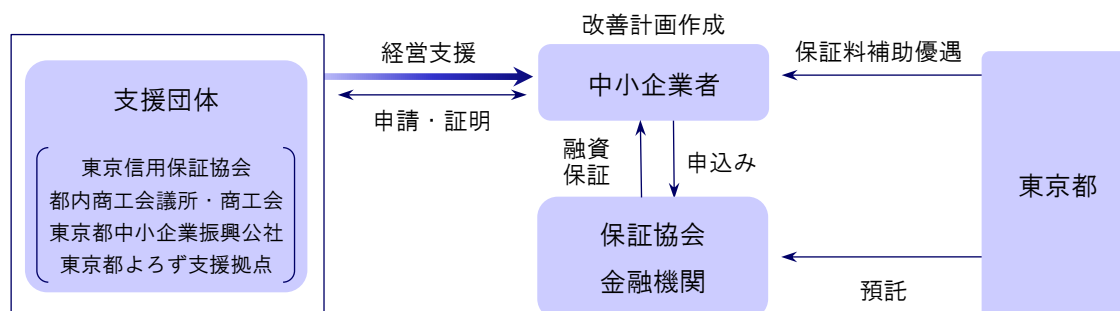 改善計画作成
経営支援
中小企業者
保証料補助優遇
支援団体
申請・証明
東京信用保証協会
都内商工会議所・商工会
東京都中小企業振興公社
東京都よろず支援拠点
融資
保証
申込み
東京都
保証協会
金融機関
預託